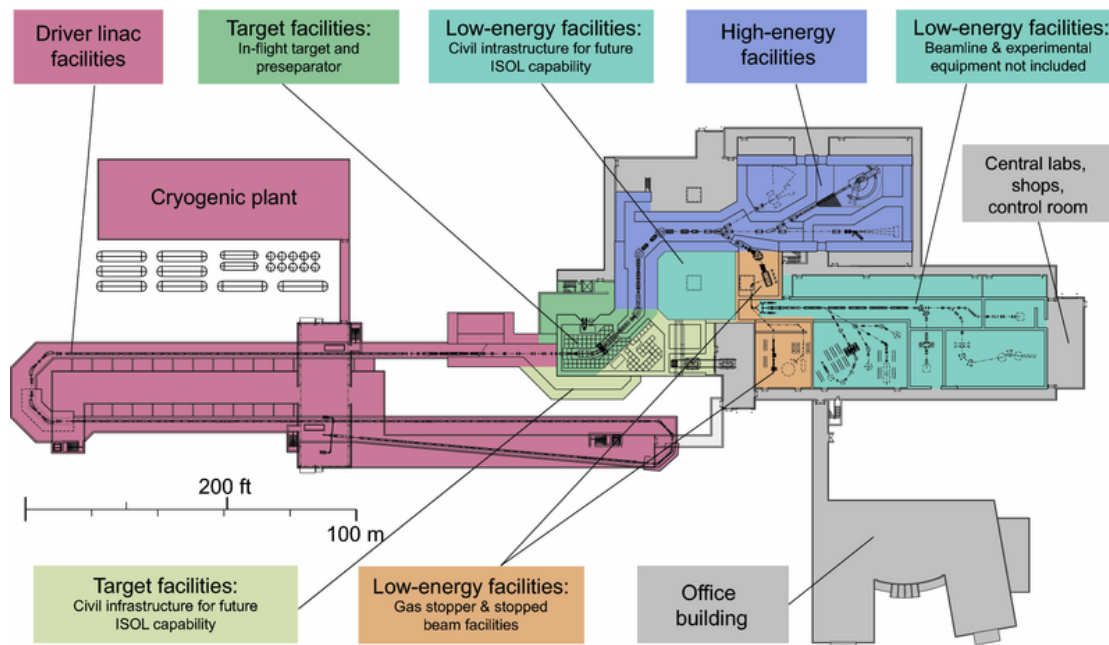 Driver linac
facilities
Target facilities:
In-flight target and
preseparator
Low-energy facilities:
Civil intrastructure for future
ISOL capability
High-energy
facilities
Low-energy facilities:
Beamline & experimental
equipment not included
Cryogenic plant
Central labs,
shops,
control room
200 ft
100 m
Target facilities:
Civil infrastructure for future
ISOL capability
Low-energy facilities:
Gas stopper & stopped
beam facilities
Office
building